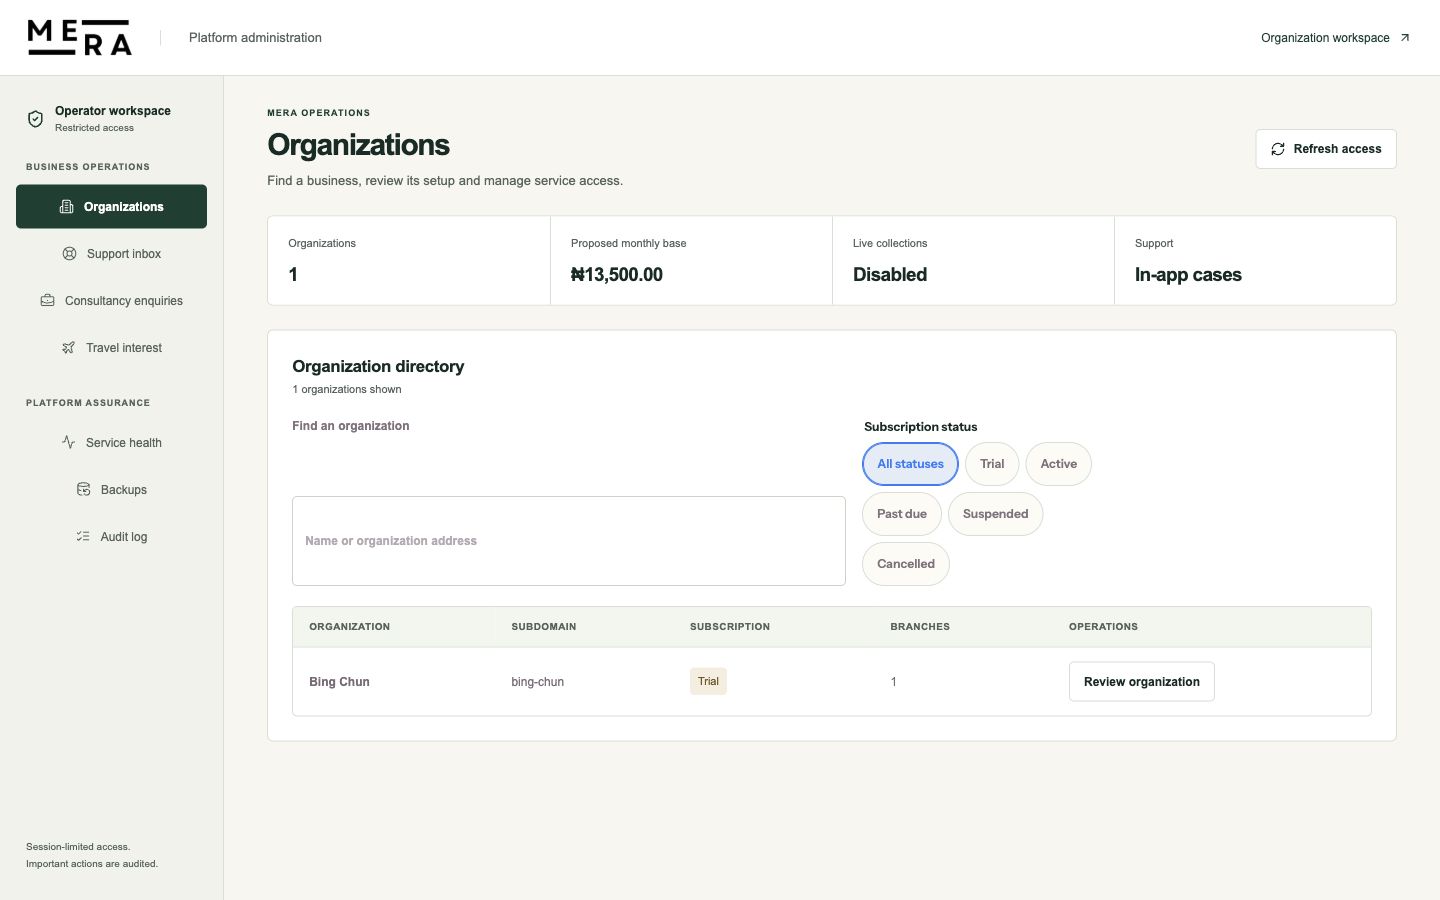 MERA
Platform administration
Organization workspace
Operator workspace
Restricted access
BUSINESS OPERATIONS
Organizations
Support inbox
Consultancy enquiries
Travel interest
PLATFORM ASSURANCE
Service health
Backups
Audit log
Session-limited access.
Important actions are audited.
MERA OPERATIONS
Organizations
Find a business, review its setup and manage service access.
Refresh access
Organizations
1
Proposed monthly base
₦13,500.00
Live collections
Disabled
Support
In-app cases
Organization directory
1 organizations shown
Find an organization
Name or organization address
Subscription status
All statuses Trial Active
Past due Suspended
Cancelled
ORGANIZATION SUBDOMAIN SUBSCRIPTION BRANCHES OPERATIONS
Bing Chun bing-chun Trial 1 Review organization